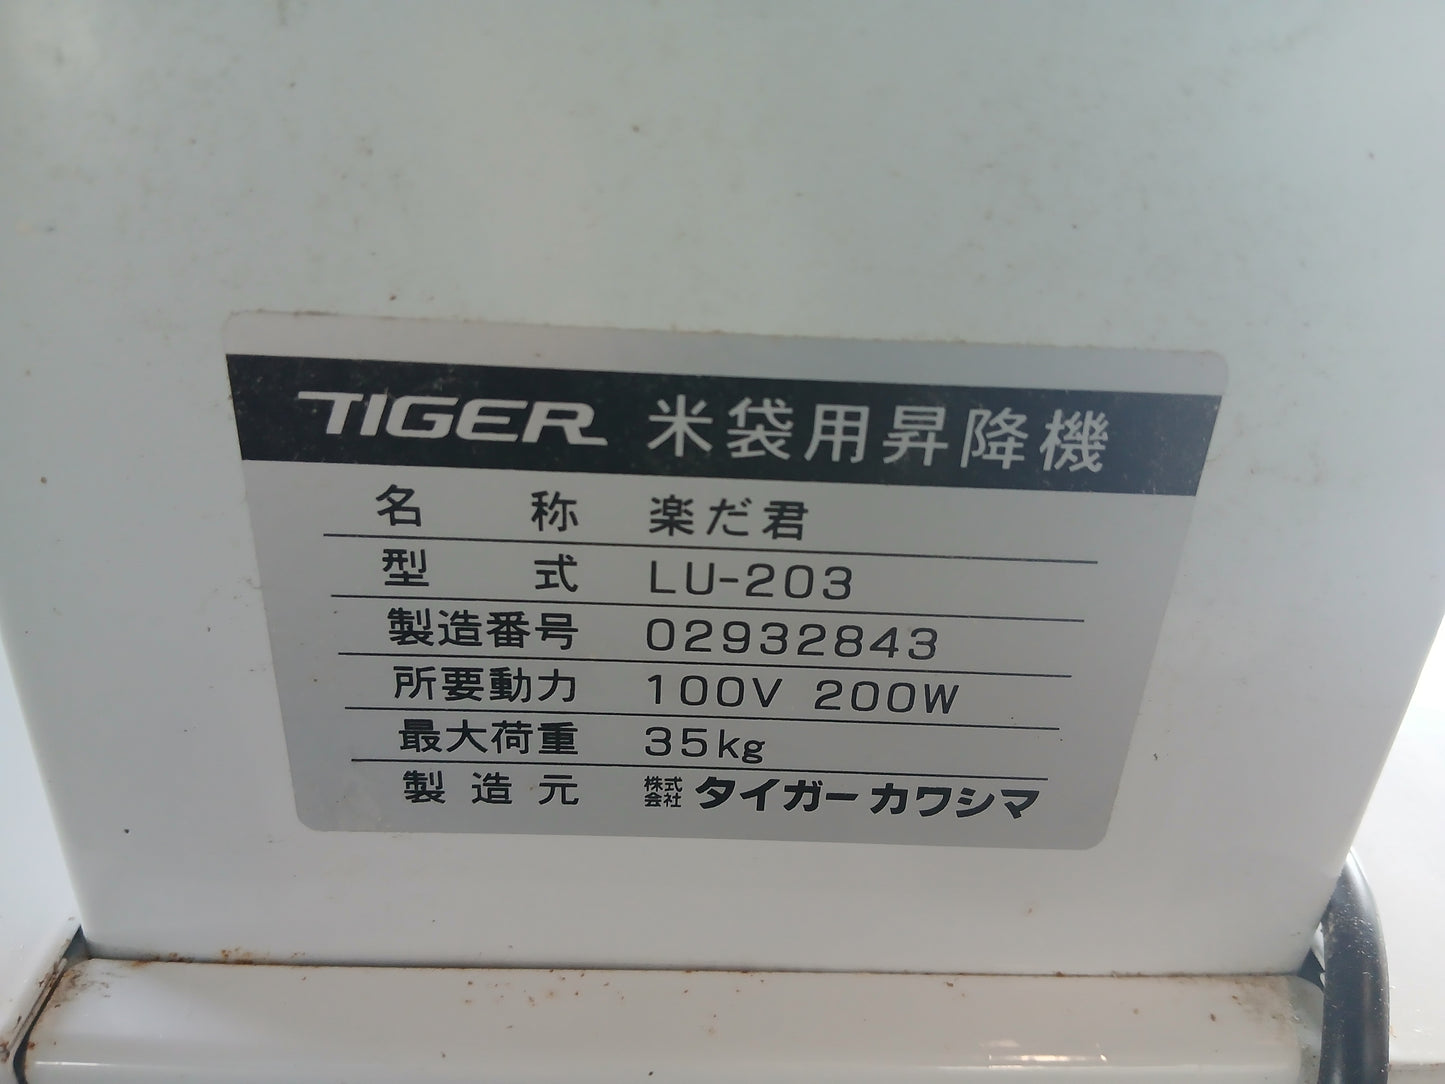 TIGER 米袋用昇降機
名称 楽だ君
型式 LU-203
製造番号 02932843
所要動力 100V 200W
最大荷重 35kg
製造元 株式会社 タイガーカワシマ